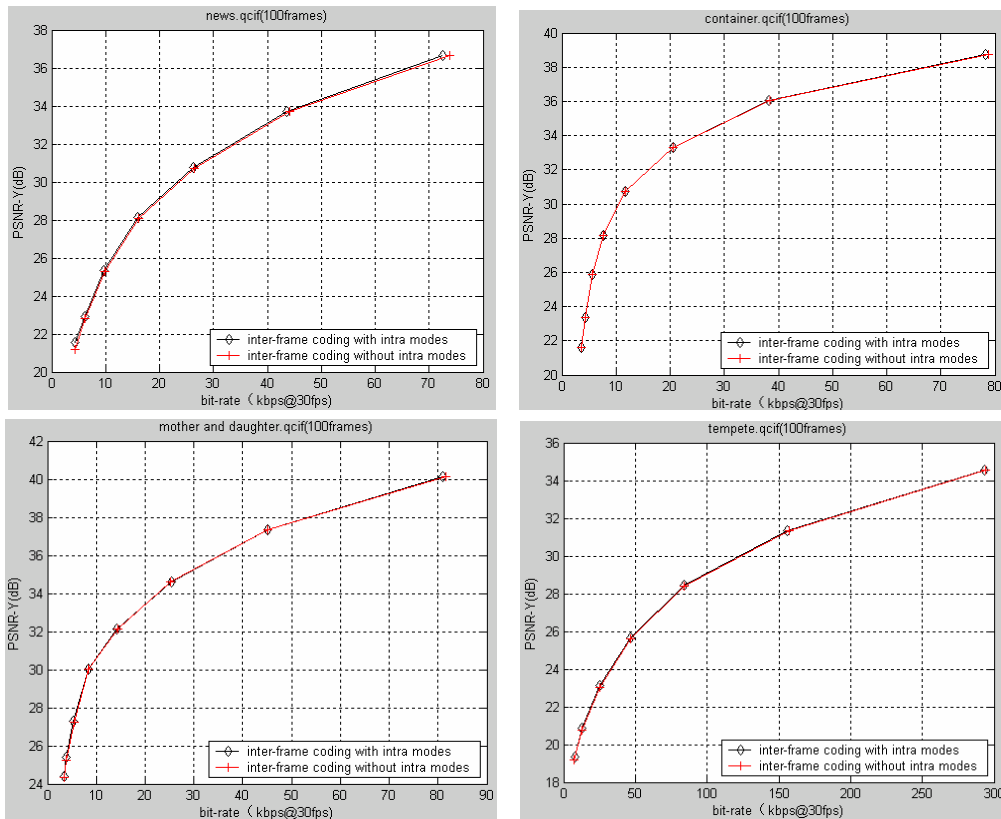 news.qcif(100frames)
PSNR-Y(dB)
38
36
34
32
30
28
26
24
22
20
0 10 20 30 40 50 60 70 80
bit-rate（ kbps@30fps)
inter-frame coding with intra modes
inter-frame coding without intra modes
container.qcif(100frames)
PSNR-Y(dB)
40
38
36
34
32
30
28
26
24
22
20
0 10 20 30 40 50 60 70 80
bit-rate（ kbps@30fps)
inter-frame coding with intra modes
inter-frame coding without intra modes
mother and daughter.qcif(100frames)
PSNR-Y(dB)
42
40
38
36
34
32
30
28
26
24
0 10 20 30 40 50 60 70 80 90
bit-rate（ kbps@30fps)
inter-frame coding with intra modes
inter-frame coding without intra modes
tempete.qcif(100frames)
PSNR-Y(dB)
36
34
32
30
28
26
24
22
20
18
0 50 100 150 200 250 300
bit-rate（ kbps@30fps)
inter-frame coding with intra modes
inter-frame coding without intra modes